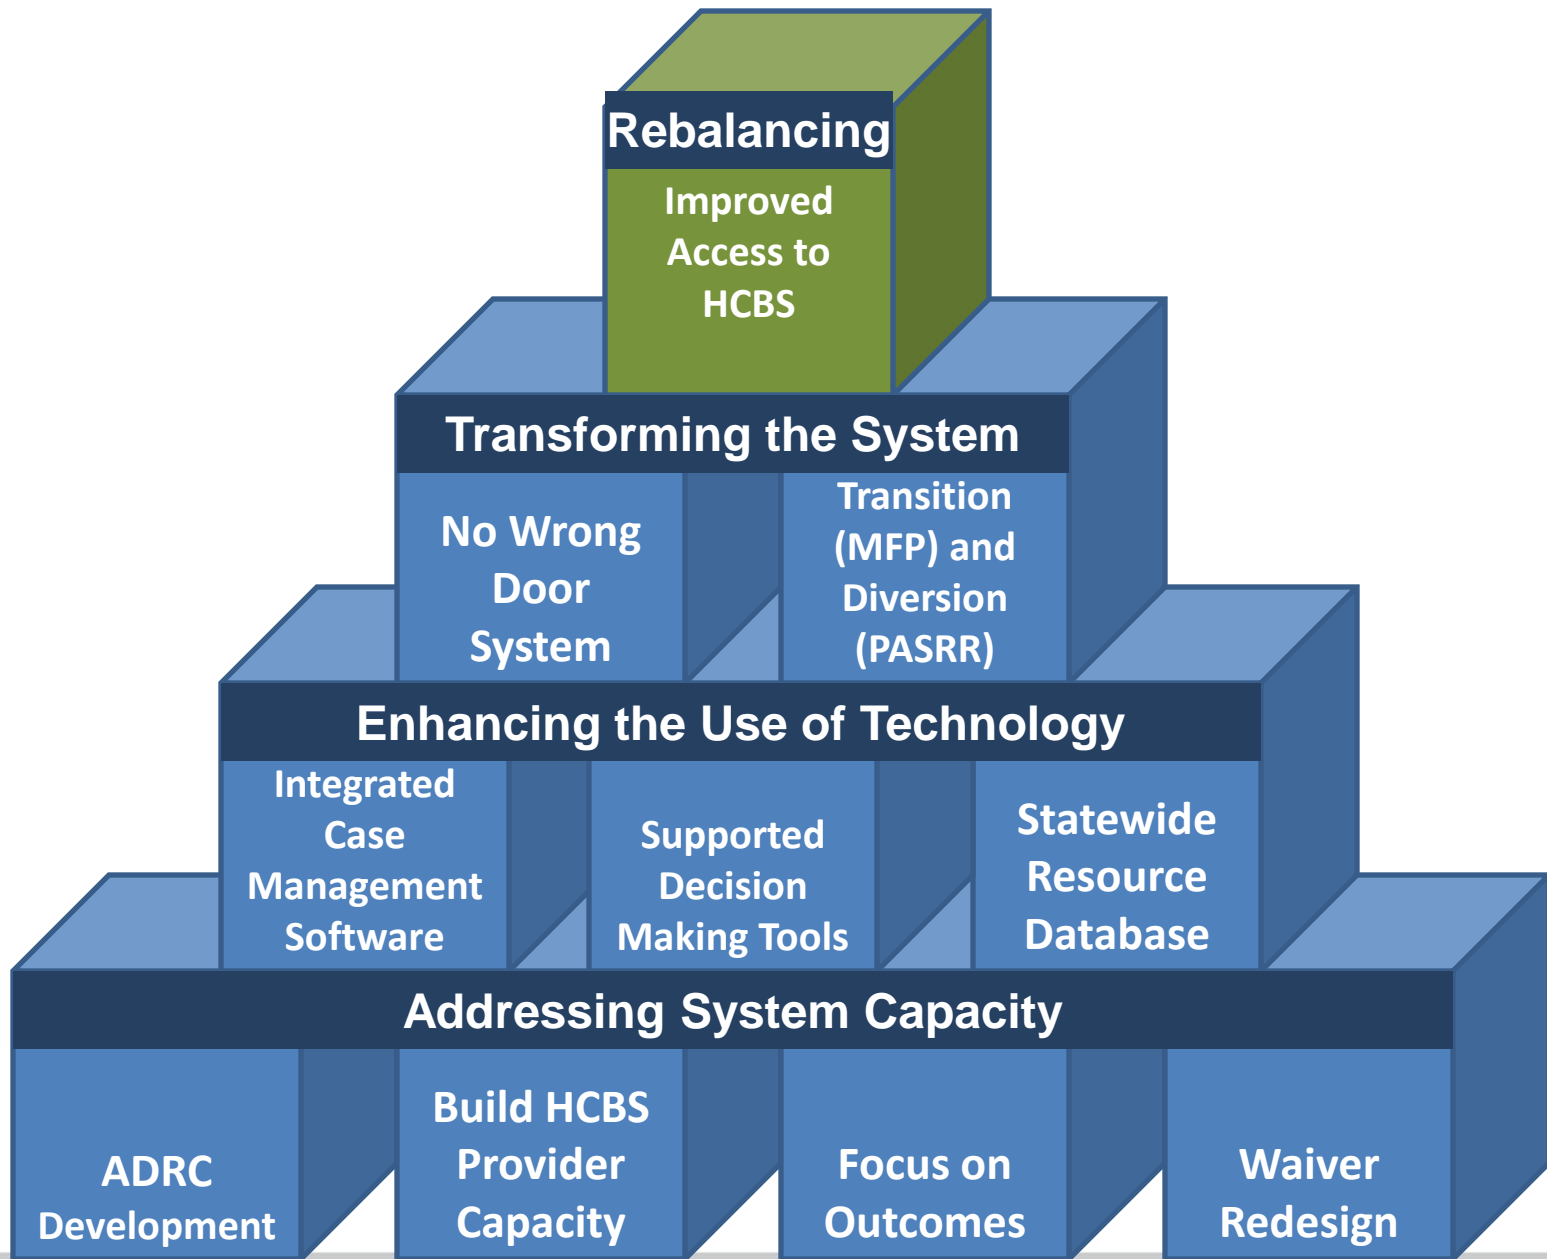 Rebalancing
Improved
Access to
HCBS
Transforming the System
No Wrong
Door
System
Transition
(MFP) and
Diversion
(PASRR)
Enhancing the Use of Technology
Integrated
Case
Management
Software
Supported
Decision
Making Tools
Statewide
Resource
Database
Addressing System Capacity
ADRC
Development
Build HCBS
Provider
Capacity
Focus on
Outcomes
Waiver
Redesign